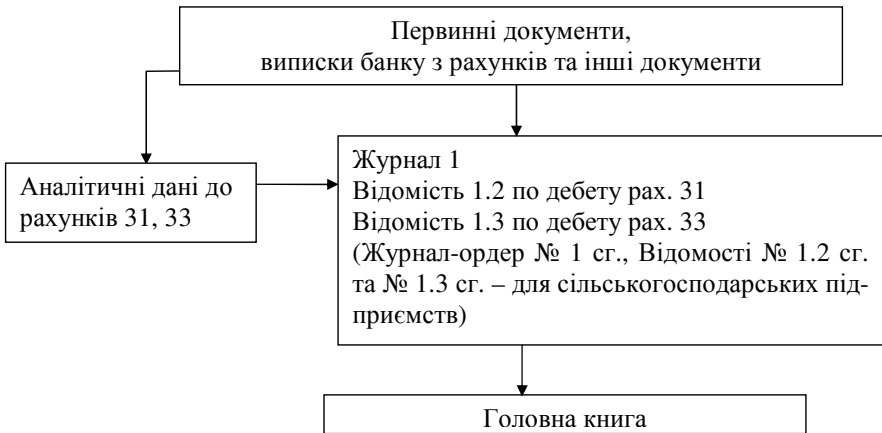 Первинні документи,
виписки банку з рахунків та інші документи
Аналітичні дані до
рахунків 31, 33
Журнал 1
Відомість 1.2 по дебету рах. 31
Відомість 1.3 по дебету рах. 33
(Журнал-ордер № 1 сг., Відомості № 1.2 сг.
та № 1.3 сг. – для сільськогосподарських під-
приємств)
Головна книга